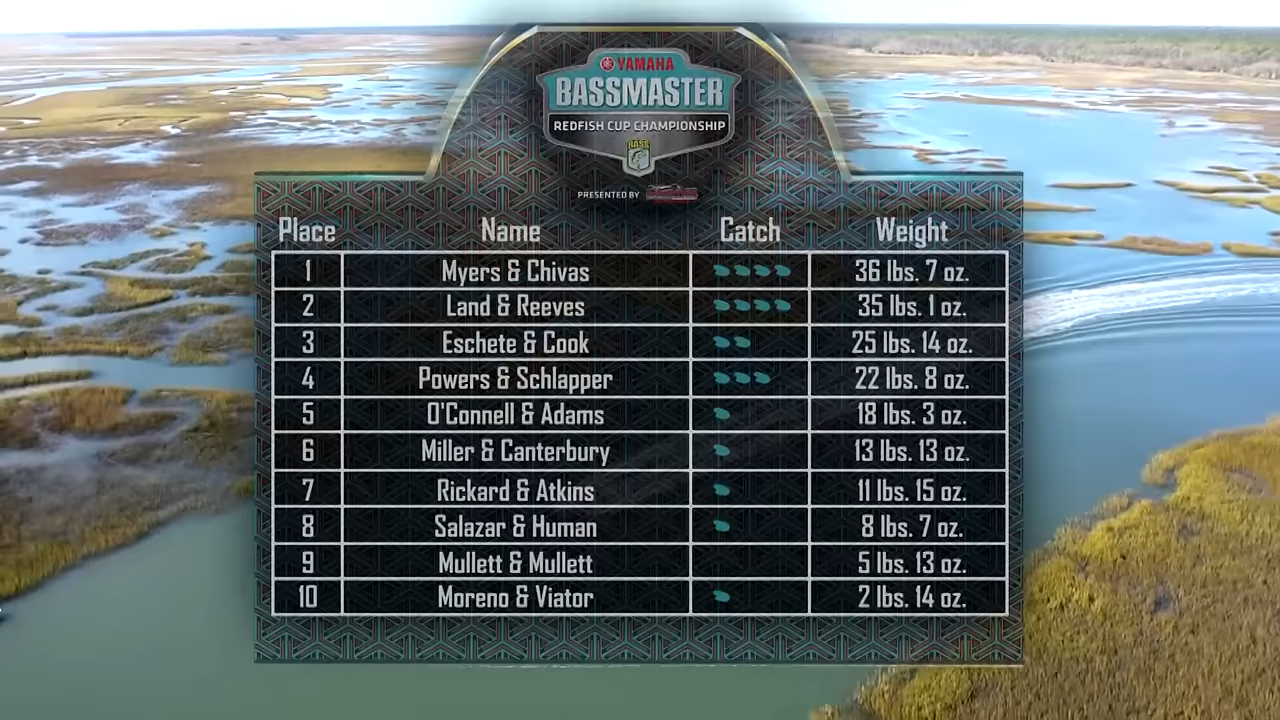 YAMAHA
BASSMASTER
REDFISH CUP CHAMPIONSHIP
BASS
PRESENTED BY
Place Name Catch Weight
1 Myers & Chivas 36 lbs. 7 oz.
2 Land & Reeves 35 lbs. 1 oz.
3 Eschete & Cook 25 lbs. 14 oz.
4 Powers & Schlapper 22 lbs. 8 oz.
5 O'Connell & Adams 18 lbs. 3 oz.
6 Miller & Canterbury 13 lbs. 13 oz.
7 Rickard & Atkins 11 lbs. 15 oz.
8 Salazar & Human 8 lbs. 7 oz.
9 Mullett & Mullett 5 lbs. 13 oz.
10 Moreno & Viator 2 lbs. 14 oz.